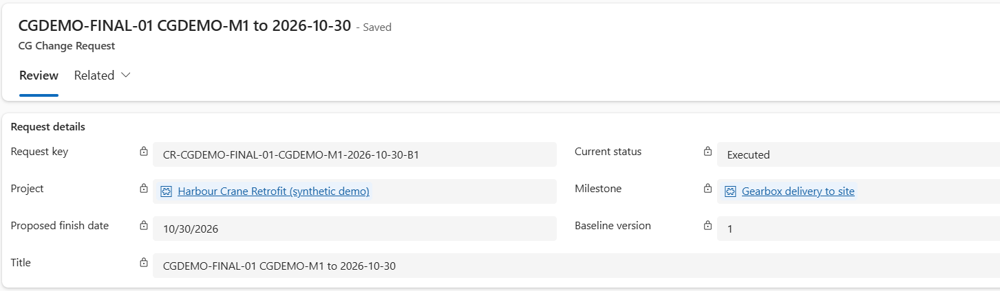 CGDEMO-FINAL-01 CGDEMO-M1 to 2026-10-30 - Saved
CG Change Request
Review Related
Request details
Request key CR-CGDEMO-FINAL-01-CGDEMO-M1-2026-10-30-B1 Current status Executed
Project Harbour Crane Retrofit (synthetic demo) Milestone Gearbox delivery to site
Proposed finish date 10/30/2026 Baseline version 1
Title CGDEMO-FINAL-01 CGDEMO-M1 to 2026-10-30